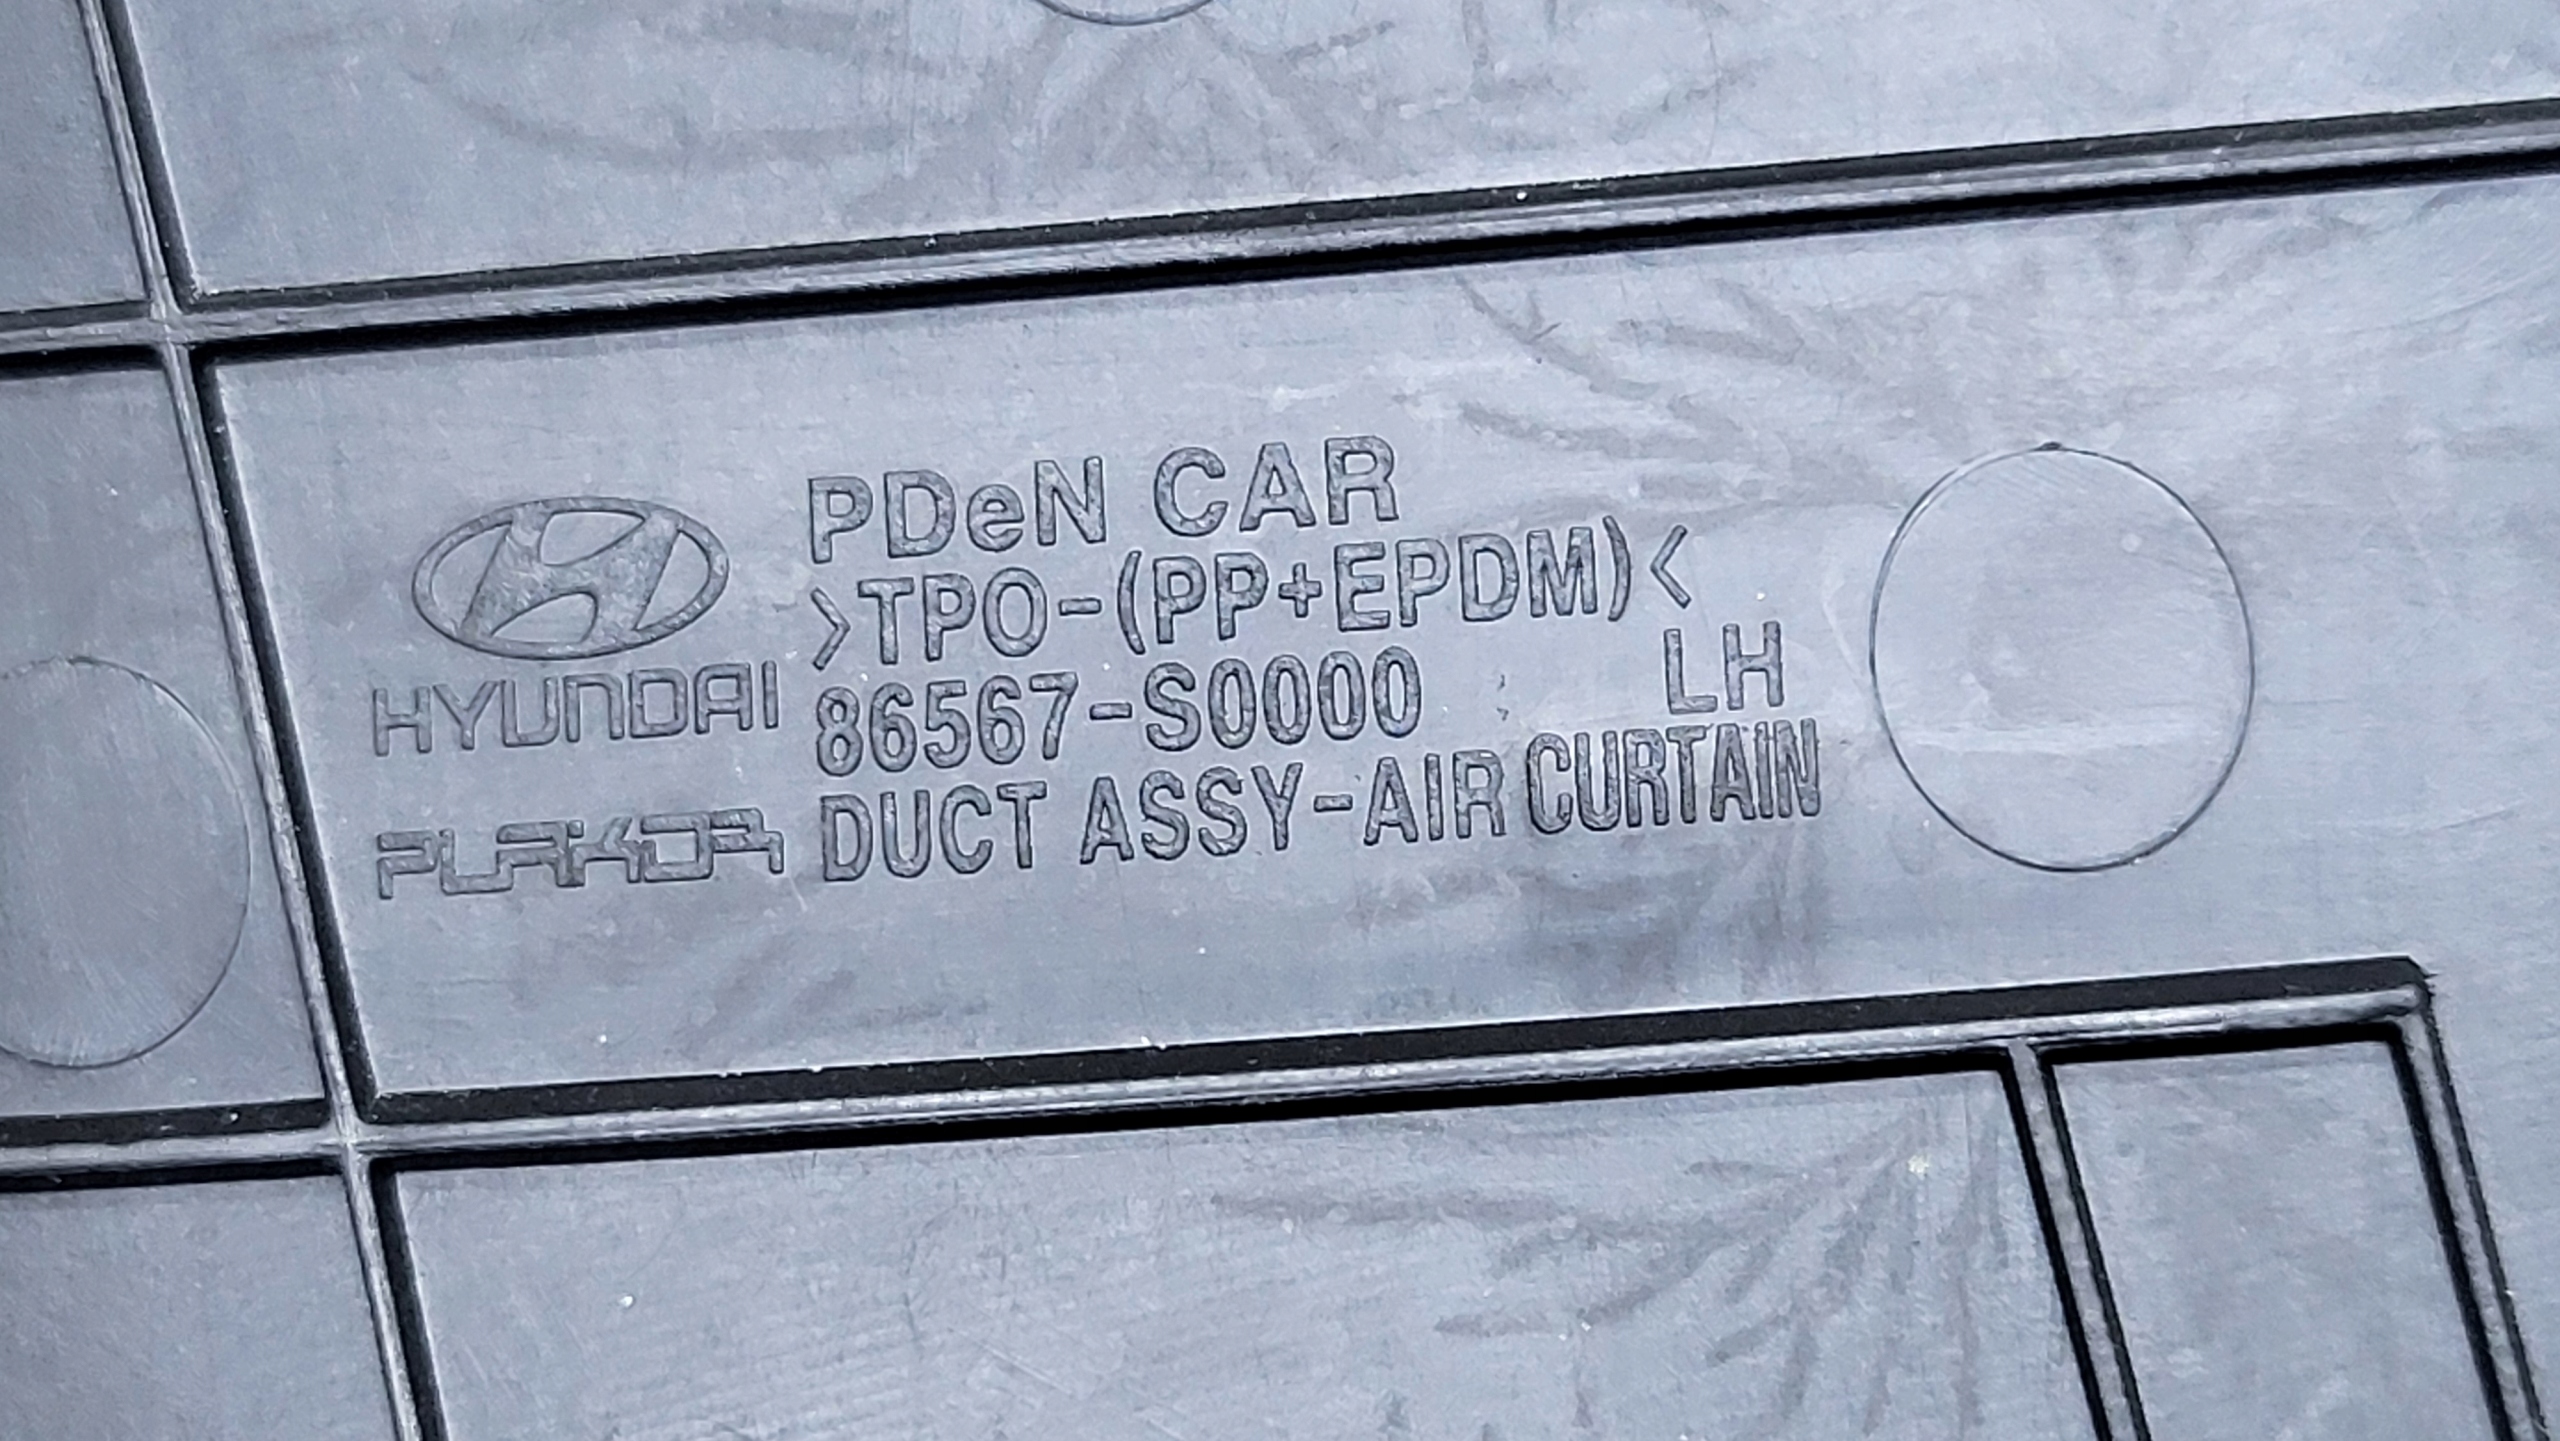 PDeN CAR
>TPO-(PP+EPDM)<
HYUNDAI
86567-S0000 LH
PLAKOR
DUCT ASSY-AIR CURTAIN